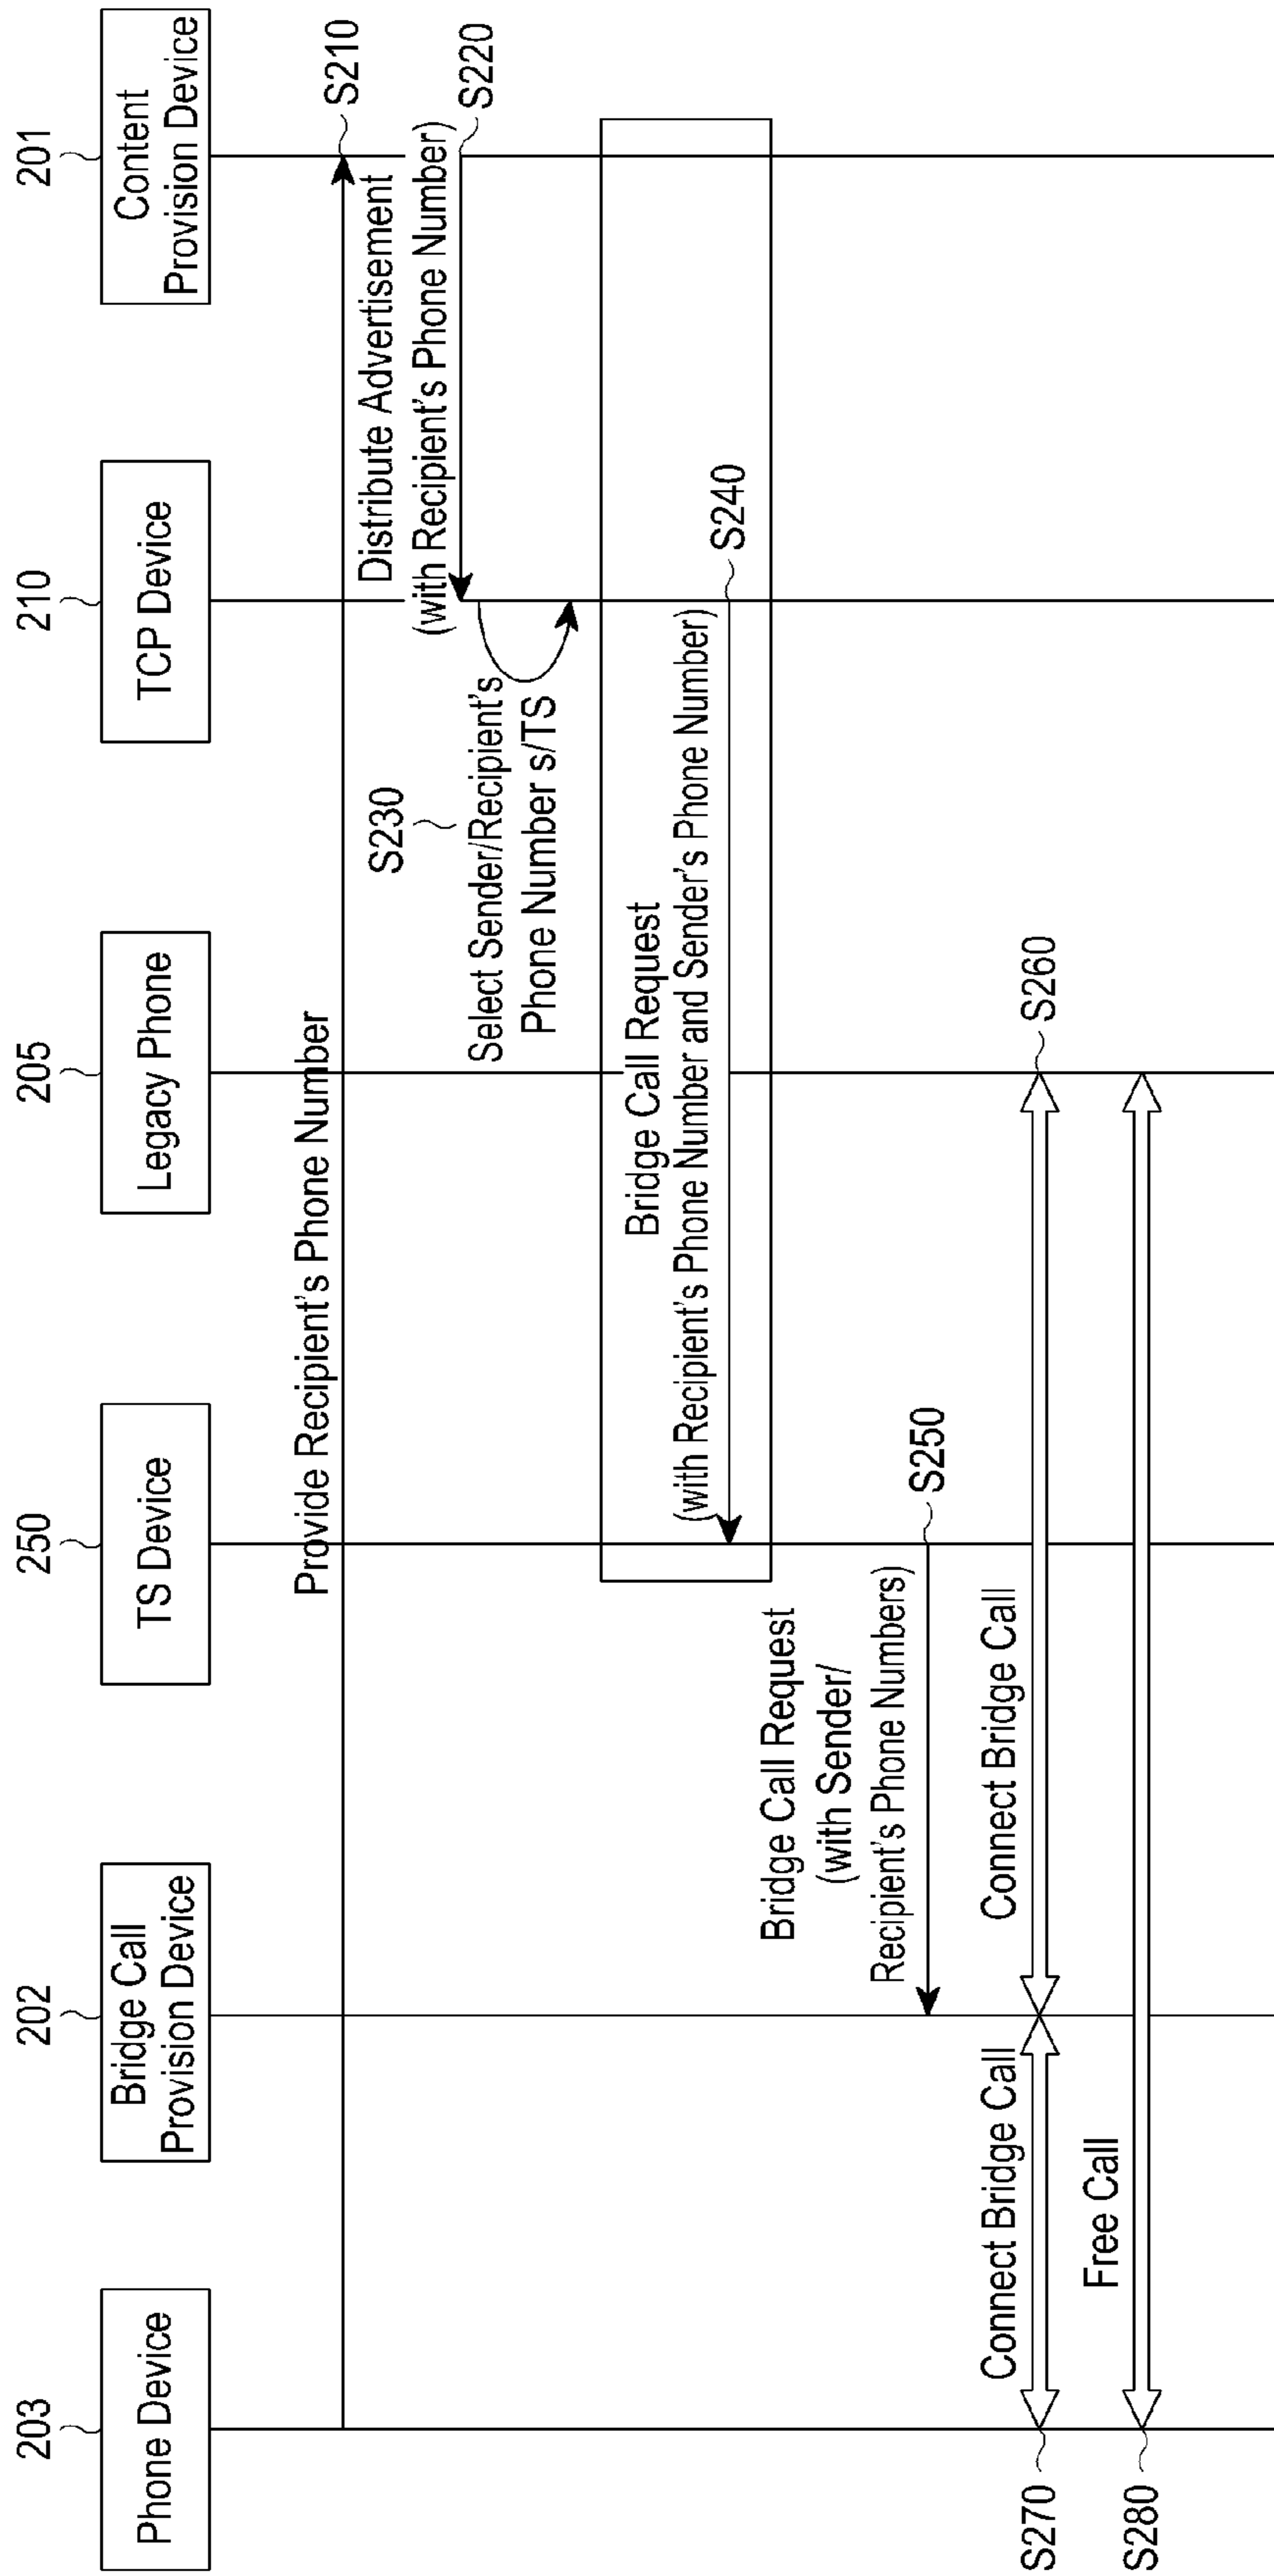 203
Phone Device
202
Bridge Call
Provision Device
250
TS Device
205
Legacy Phone
210
TCP Device
201
Content
Provision Device
Provide Recipient's Phone Number
S210
Distribute Advertisement
(with Recipient's Phone Number)
S220
S230
Select Sender/Recipient's
Phone Number s/TS
Bridge Call Request
(with Recipient's Phone Number and Sender's Phone Number)
S240
Bridge Call Request
(with Sender/
Recipient's Phone Numbers)
S250
Connect Bridge Call
S260
Connect Bridge Call
S270
Free Call
S280